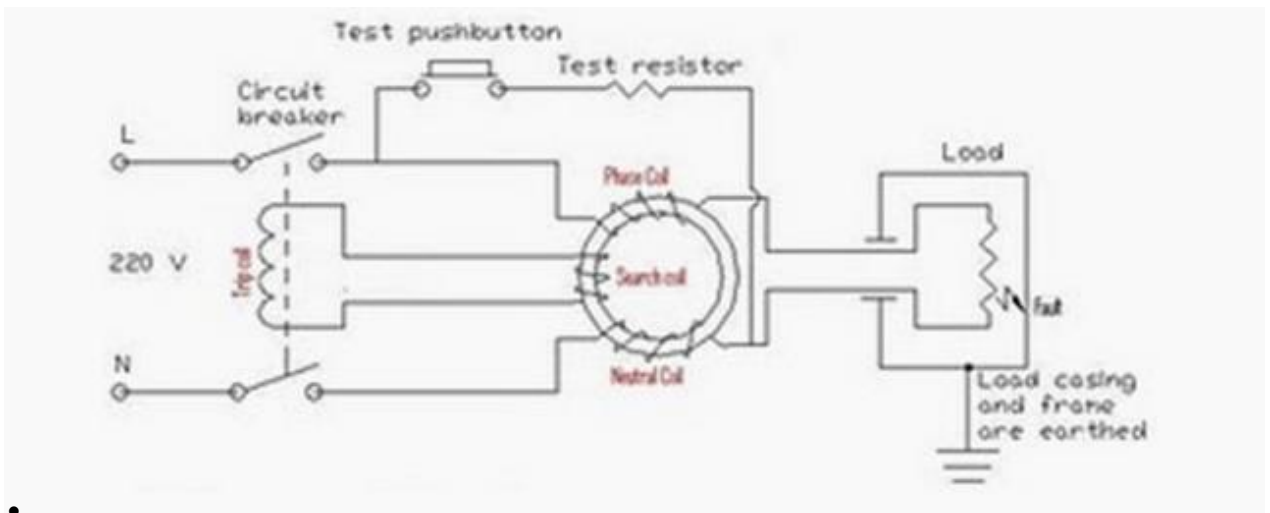 Test pushbutton
Test resistor
Circuit
breaker
L
Load
Phase Coil
220 V
Trip coil
Search coil
Fault
N
Neutral Coil
Load casing
and frame
are earthed